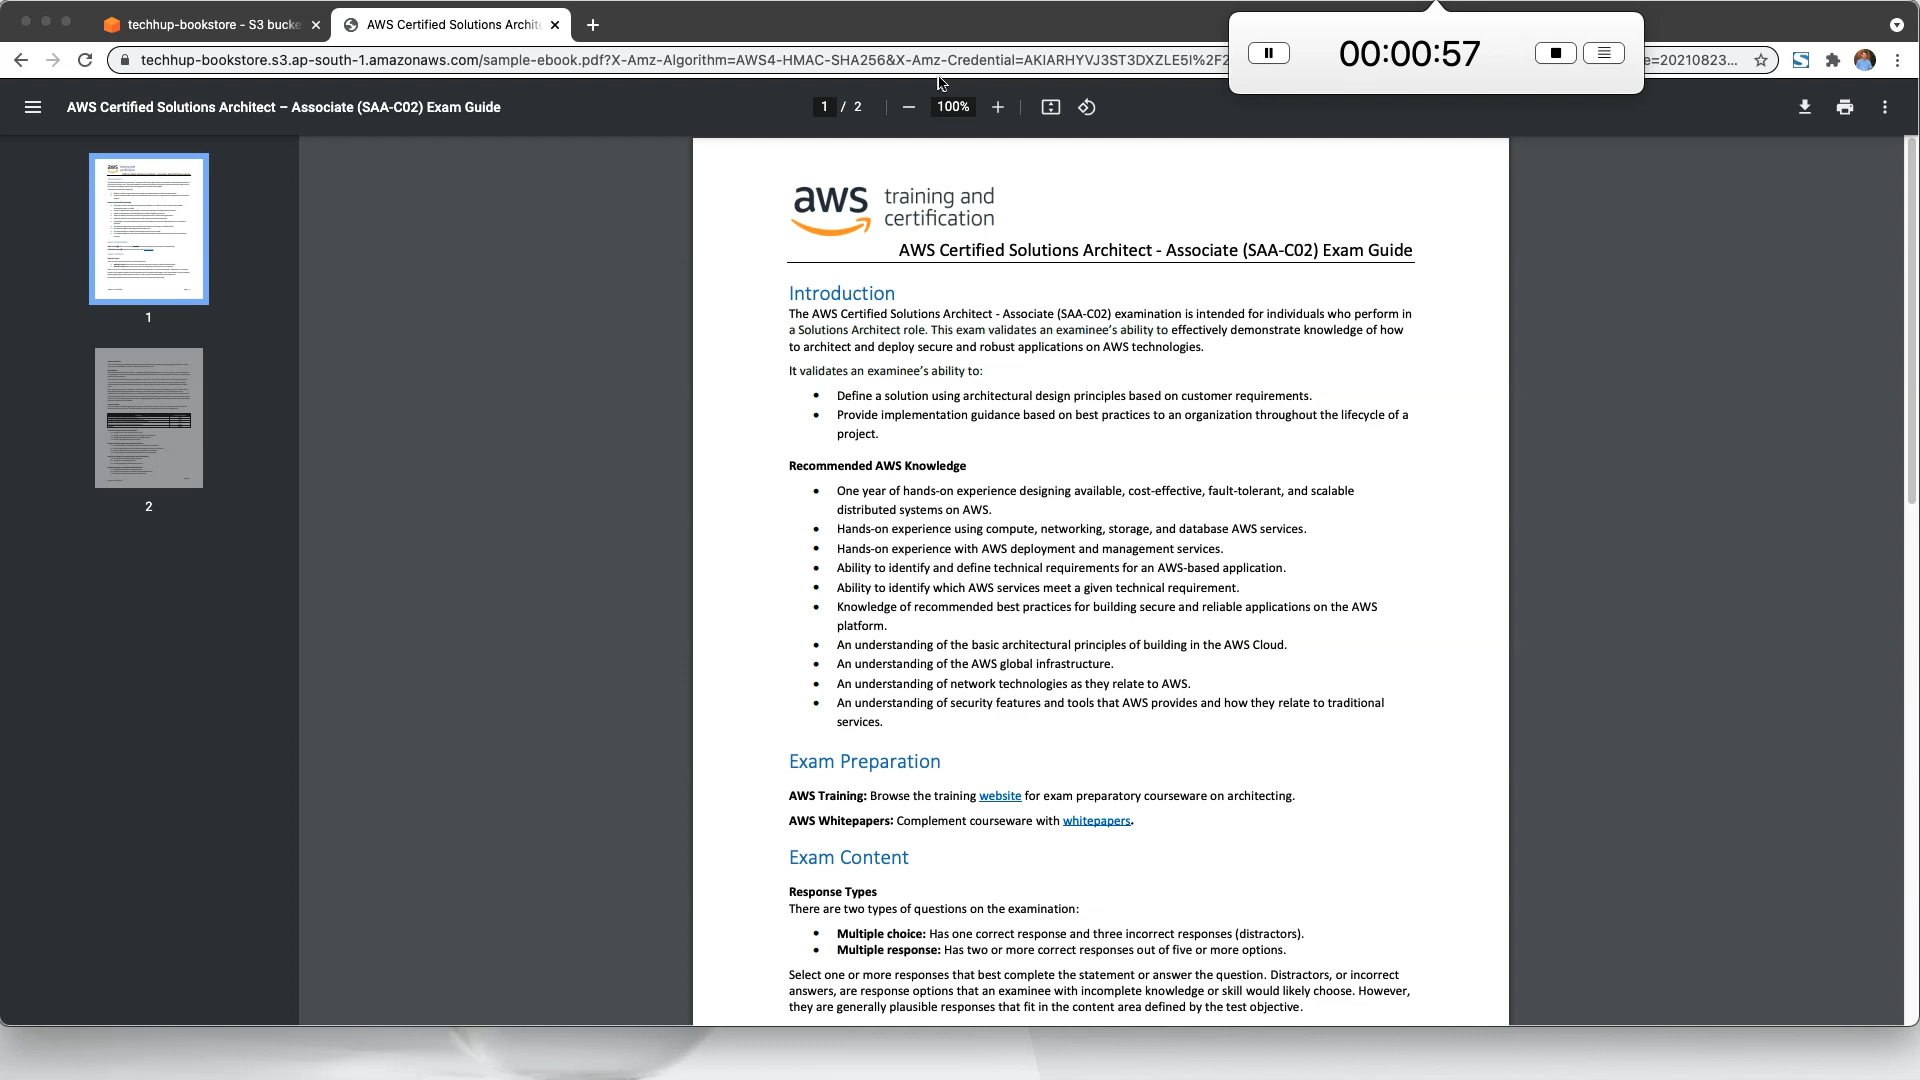 techhup-bookstore - S3 bucke
AWS Certified Solutions Archite
00:00:57
techhup-bookstore.s3.ap-south-1.amazonaws.com/sample-ebook.pdf?X-Amz-Algorithm=AWS4-HMAC-SHA256&X-Amz-Credential=AKIARHYVJ3ST3DXZLE5I%2F2
=20210823...
AWS Certified Solutions Architect – Associate (SAA-C02) Exam Guide
1 / 2
100%
1
2
aws training and
certification
AWS Certified Solutions Architect - Associate (SAA-C02) Exam Guide
Introduction
The AWS Certified Solutions Architect - Associate (SAA-C02) examination is intended for individuals who perform in
a Solutions Architect role. This exam validates an examinee’s ability to effectively demonstrate knowledge of how
to architect and deploy secure and robust applications on AWS technologies.
It validates an examinee’s ability to:
• Define a solution using architectural design principles based on customer requirements.
• Provide implementation guidance based on best practices to an organization throughout the lifecycle of a
project.
Recommended AWS Knowledge
• One year of hands-on experience designing available, cost-effective, fault-tolerant, and scalable
distributed systems on AWS.
• Hands-on experience using compute, networking, storage, and database AWS services.
• Hands-on experience with AWS deployment and management services.
• Ability to identify and define technical requirements for an AWS-based application.
• Ability to identify which AWS services meet a given technical requirement.
• Knowledge of recommended best practices for building secure and reliable applications on the AWS
platform.
• An understanding of the basic architectural principles of building in the AWS Cloud.
• An understanding of the AWS global infrastructure.
• An understanding of network technologies as they relate to AWS.
• An understanding of security features and tools that AWS provides and how they relate to traditional
services.
Exam Preparation
AWS Training: Browse the training website for exam preparatory courseware on architecting.
AWS Whitepapers: Complement courseware with whitepapers.
Exam Content
Response Types
There are two types of questions on the examination:
• Multiple choice: Has one correct response and three incorrect responses (distractors).
• Multiple response: Has two or more correct responses out of five or more options.
Select one or more responses that best complete the statement or answer the question. Distractors, or incorrect
answers, are response options that an examinee with incomplete knowledge or skill would likely choose. However,
they are generally plausible responses that fit in the content area defined by the test objective.